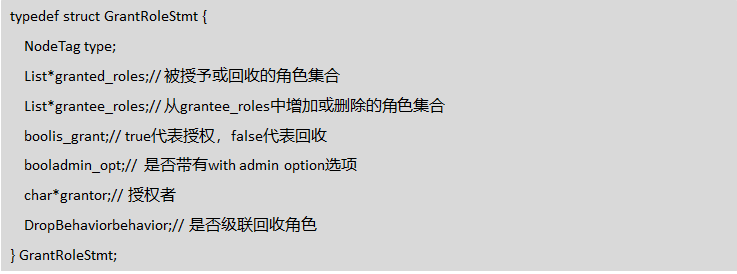 typedef struct GrantRoleStmt {
NodeTag type;
List*granted_roles;// 被授予或回收的角色集合
List*grantee_roles;// 从grantee_roles中增加或删除的角色集合
boolis_grant;// true代表授权，false代表回收
booladmin_opt;// 是否带有with admin option选项
char*grantor;// 授权者
DropBehaviorbehavior;// 是否级联回收角色
} GrantRoleStmt;